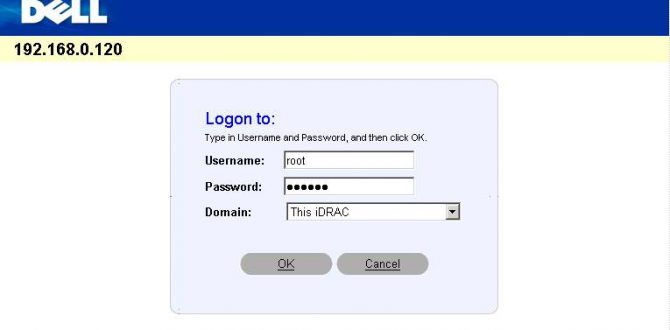 DELL
192.168.0.120
Logon to:
Type in Username and Password, and then click OK.
Username: root
Password: ●●●●●●
Domain: This iDRAC
OK Cancel